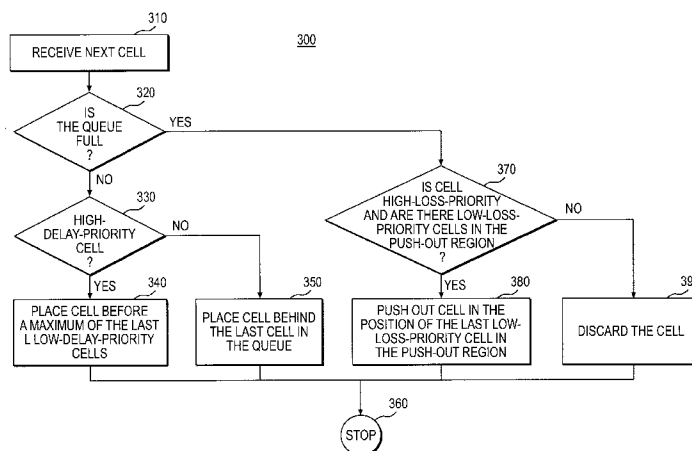 310
RECEIVE NEXT CELL
300
320
IS
THE QUEUE
FULL
?
YES
NO
330
HIGH-
DELAY-PRIORITY
CELL
?
NO
YES
370
IS CELL
HIGH-LOSS-PRIORITY
AND ARE THERE LOW-LOSS-
PRIORITY CELLS IN THE
PUSH-OUT REGION
?
NO
YES
340
PLACE CELL BEFORE
A MAXIMUM OF THE LAST
L LOW-DELAY-PRIORITY
CELLS
350
PLACE CELL BEHIND
THE LAST CELL IN
THE QUEUE
380
PUSH OUT CELL IN THE
POSITION OF THE LAST LOW-
LOSS-PRIORITY CELL IN
THE PUSH-OUT REGION
DISCARD THE CELL
360
STOP